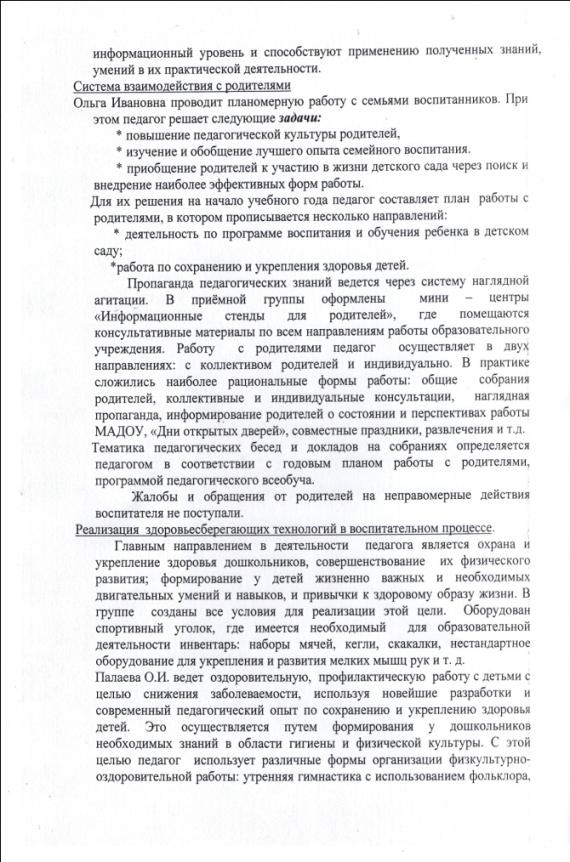 информационный уровень и способствуют применению полученных знаний,
умений в их практической деятельности.
Система взаимодействия с родителями
Ольга Ивановна проводит планомерную работу с семьями воспитанников. При
этом педагог решает следующие задачи:
* повышение педагогической культуры родителей,
* изучение и обобщение лучшего опыта семейного воспитания.
* приобщение родителей к участию в жизни детского сада через поиск и
внедрение наиболее эффективных форм работы.
Для их решения на начало учебного года педагог составляет план работы с
родителями, в котором прописывается несколько направлений:
* деятельность по программе воспитания и обучения ребенка в детском
саду;
*работа по сохранению и укрепления здоровья детей.
Пропаганда педагогических знаний ведется через систему наглядной
агитации. В приёмной группы оформлены мини – центры
«Информационные стенды для родителей», где помещаются
консультативные материалы по всем направлениям работы образовательного
учреждения. Работу с родителями педагог осуществляет в двух
направлениях: с коллективом родителей и индивидуально. В практике
сложились наиболее рациональные формы работы: общие собрания
родителей, коллективные и индивидуальные консультации, наглядная
пропаганда, информирование родителей о состоянии и перспективах работы
МАДОУ, «Дни открытых дверей», совместные праздники, развлечения и т.д.
Тематика педагогических бесед и докладов на собраниях определяется
педагогом в соответствии с годовым планом работы с родителями,
программой педагогического всеобуча.
Жалобы и обращения от родителей на неправомерные действия
воспитателя не поступали.
Реализация здоровьесберегающих технологий в воспитательном процессе.
Главным направлением в деятельности педагога является охрана и
укрепление здоровья дошкольников, совершенствование их физического
развития; формирование у детей жизненно важных и необходимых
двигательных умений и навыков, и привычки к здоровому образу жизни. В
группе созданы все условия для реализации этой цели. Оборудован
спортивный уголок, где имеется необходимый для образовательной
деятельности инвентарь: наборы мячей, кегли, скакалки, нестандартное
оборудование для укрепления и развития мелких мышц рук и т. д.
Палаева О.И. ведет оздоровительную, профилактическую работу с детьми с
целью снижения заболеваемости, используя новейшие разработки и
современный педагогический опыт по сохранению и укреплению здоровья
детей. Это осуществляется путем формирования у дошкольников
необходимых знаний в области гигиены и физической культуры. С этой
целью педагог использует различные формы организации физкультурно-
оздоровительной работы: утренняя гимнастика с использованием фольклора,